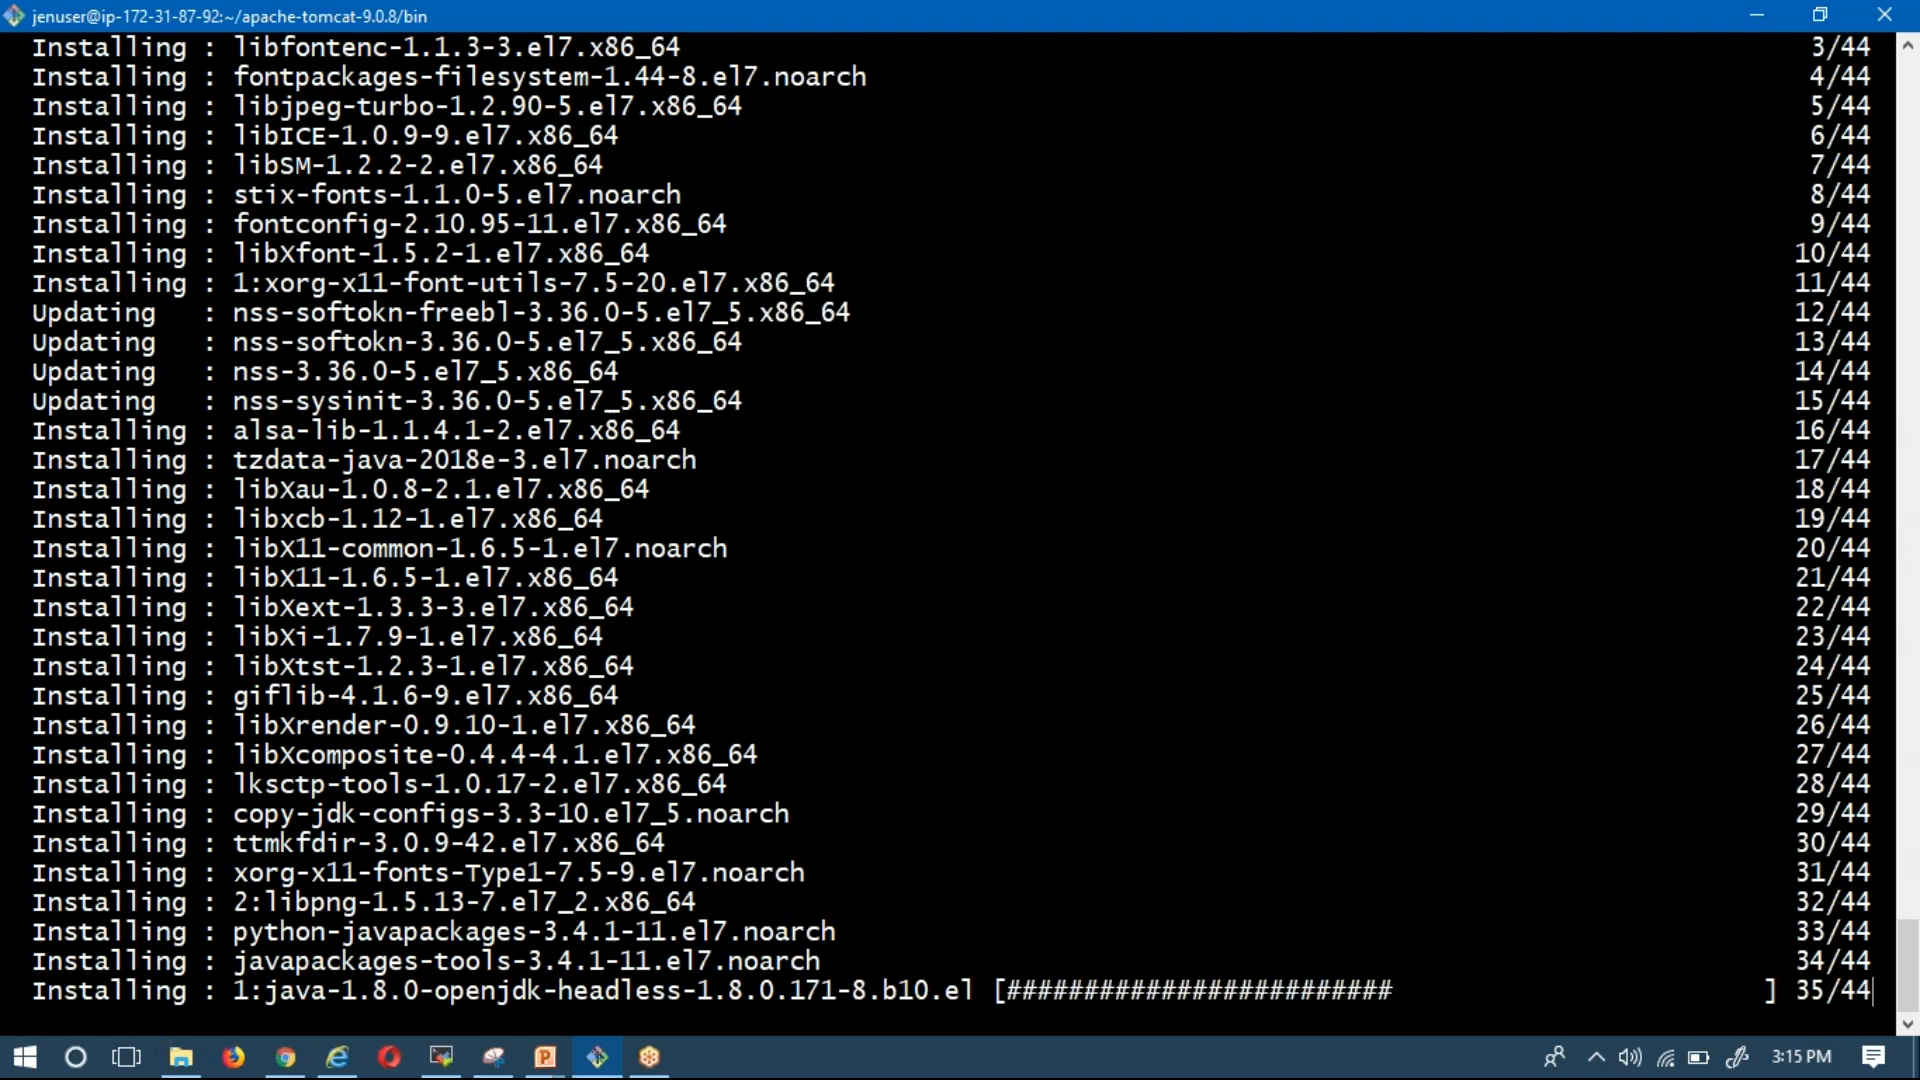 jenuser@ip-172-31-87-92:~/apache-tomcat-9.0.8/bin
Installing : libfontenc-1.1.3-3.el7.x86_64 3/44
Installing : fontpackages-filesystem-1.44-8.el7.noarch 4/44
Installing : libjpeg-turbo-1.2.90-5.el7.x86_64 5/44
Installing : libICE-1.0.9-9.el7.x86_64 6/44
Installing : libSM-1.2.2-2.el7.x86_64 7/44
Installing : stix-fonts-1.1.0-5.el7.noarch 8/44
Installing : fontconfig-2.10.95-11.el7.x86_64 9/44
Installing : libXfont-1.5.2-1.el7.x86_64 10/44
Installing : 1:xorg-x11-font-utils-7.5-20.el7.x86_64 11/44
Updating : nss-softokn-freebl-3.36.0-5.el7_5.x86_64 12/44
Updating : nss-softokn-3.36.0-5.el7_5.x86_64 13/44
Updating : nss-3.36.0-5.el7_5.x86_64 14/44
Updating : nss-sysinit-3.36.0-5.el7_5.x86_64 15/44
Installing : alsa-lib-1.1.4.1-2.el7.x86_64 16/44
Installing : tzdata-java-2018e-3.el7.noarch 17/44
Installing : libXau-1.0.8-2.1.el7.x86_64 18/44
Installing : libxcb-1.12-1.el7.x86_64 19/44
Installing : libX11-common-1.6.5-1.el7.noarch 20/44
Installing : libX11-1.6.5-1.el7.x86_64 21/44
Installing : libXext-1.3.3-3.el7.x86_64 22/44
Installing : libXi-1.7.9-1.el7.x86_64 23/44
Installing : libXtst-1.2.3-1.el7.x86_64 24/44
Installing : giflib-4.1.6-9.el7.x86_64 25/44
Installing : libXrender-0.9.10-1.el7.x86_64 26/44
Installing : libXcomposite-0.4.4-4.1.el7.x86_64 27/44
Installing : lksctp-tools-1.0.17-2.el7.x86_64 28/44
Installing : copy-jdk-configs-3.3-10.el7_5.noarch 29/44
Installing : ttmkfdir-3.0.9-42.el7.x86_64 30/44
Installing : xorg-x11-fonts-Type1-7.5-9.el7.noarch 31/44
Installing : 2:libpng-1.5.13-7.el7_2.x86_64 32/44
Installing : python-javapackages-3.4.1-11.el7.noarch 33/44
Installing : javapackages-tools-3.4.1-11.el7.noarch 34/44
Installing : 1:java-1.8.0-openjdk-headless-1.8.0.171-8.b10.el [######################### ] 35/44
3:15 PM